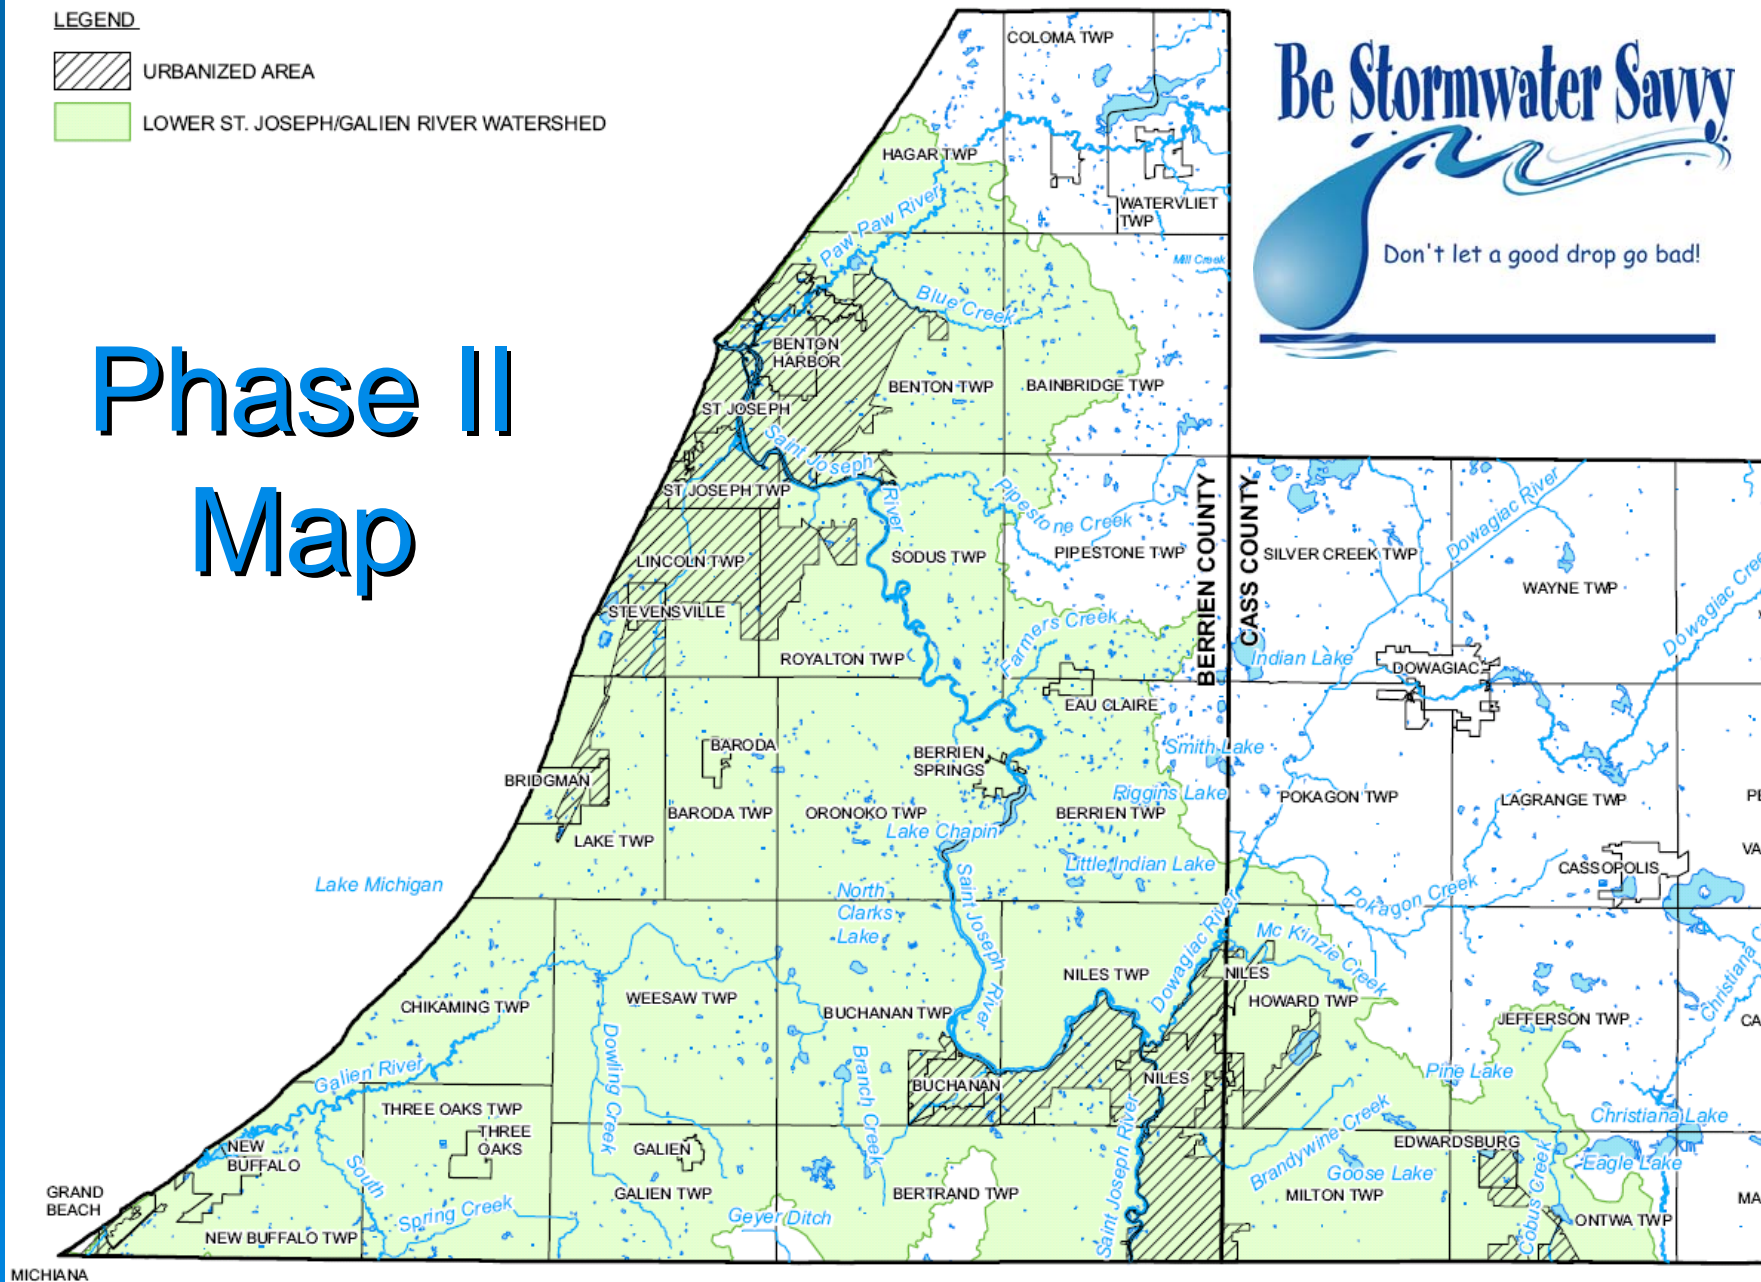 LEGEND
URBANIZED AREA
LOWER ST. JOSEPH/GALIEN RIVER WATERSHED
Phase II
Map
Be Stormwater Savvy
Don't let a good drop go bad!
COLOMA TWP
HAGAR TWP
WATERVLIET
TWP
Paw Paw River
Mill Creek
Blue Creek
BENTON
HARBOR
BENTON TWP
BAINBRIDGE TWP
ST JOSEPH
Saint Joseph
River
ST JOSEPH TWP
Pipestone Creek
PIPESTONE TWP
BERRIEN COUNTY
CASS COUNTY
SILVER CREEK TWP
Dowagiac River
WAYNE TWP
Dowagiac Cree
LINCOLN TWP
SODUS TWP
STEVENSVILLE
Farmers Creek
ROYALTON TWP
Indian Lake
DOWAGIAC
EAU CLAIRE
BARODA
BERRIEN
SPRINGS
Smith Lake
BRIDGMAN
Riggins Lake
POKAGON TWP
LAGRANGE TWP
PE
BARODA TWP
ORONOKO TWP
BERRIEN TWP
Lake Chapin
LAKE TWP
VA
Little Indian Lake
CASSOPOLIS
Lake Michigan
North
Clarks
Lake
Saint Joseph River
Pokagon Creek
Dowagiac River
Mc Kinzie Creek
Christiana C
NILES TWP
NILES
CHIKAMING TWP
WEESAW TWP
BUCHANAN TWP
HOWARD TWP
JEFFERSON TWP
CA
Galien River
Dowling Creek
Branch Creek
BUCHANAN
NILES
Pine Lake
THREE OAKS TWP
THREE
OAKS
Christiana Lake
NEW
BUFFALO
South
GALIEN
Saint Joseph River
Brandywine Creek
EDWARDSBURG
Goose Lake
Cobus Creek
Eagle Lake
GRAND
BEACH
GALIEN TWP
BERTRAND TWP
MILTON TWP
MA
Spring Creek
Geyer Ditch
ONTWA TWP
NEW BUFFALO TWP
MICHIANA